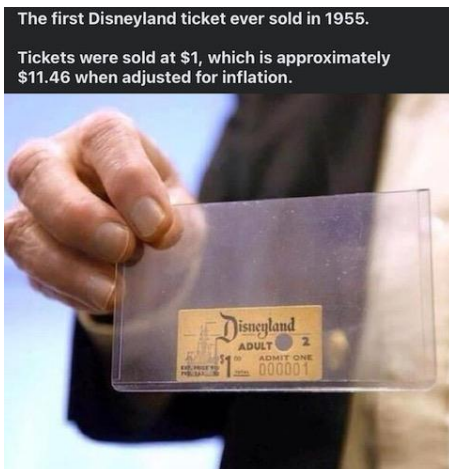 The first Disneyland ticket ever sold in 1955.
Tickets were sold at $1, which is approximately
$11.46 when adjusted for inflation.
Disneyland
ADULT 2
$1 00 ADMIT ONE
000001